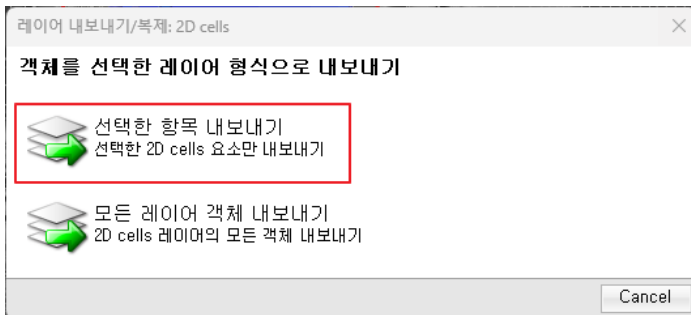 레이어 내보내기/복제: 2D cells
객체를 선택한 레이어 형식으로 내보내기
선택한 항목 내보내기
선택한 2D cells 요소만 내보내기
모든 레이어 객체 내보내기
2D cells 레이어의 모든 객체 내보내기
Cancel